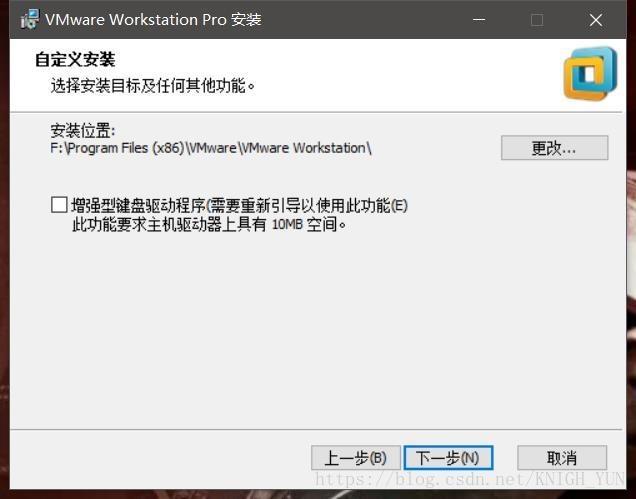 VMware Workstation Pro 安装
自定义安装
选择安装目标及任何其他功能。
安装位置:
F:\Program Files (x86)\VMware\VMware Workstation\
更改...
增强型键盘驱动程序(需要重新引导以使用此功能(E)
此功能要求主机驱动器上具有 10MB 空间。
上一步(B) 下一步(N) 取消
https://blog.csdn.net/KNIGH_YUN